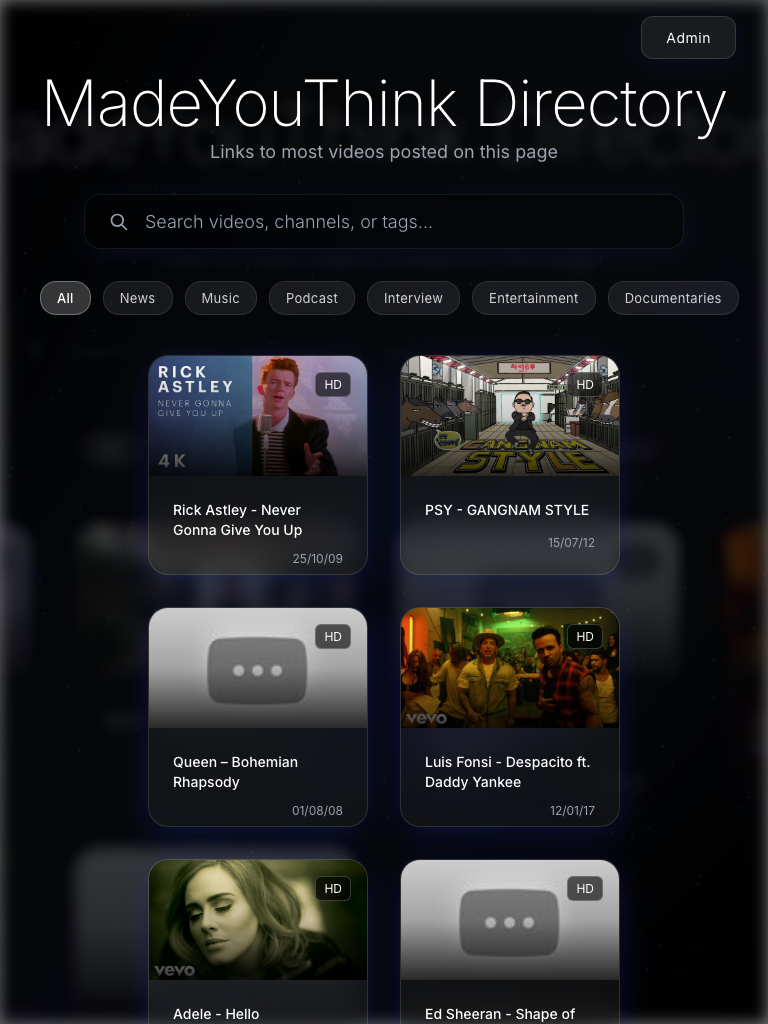 Admin
MadeYouThink Directory
Links to most videos posted on this page
Search videos, channels, or tags...
All
News
Music
Podcast
Interview
Entertainment
Documentaries
RICK
ASTLEY
NEVER GONNA
GIVE YOU UP
4K
HD
Rick Astley - Never
Gonna Give You Up
25/10/09
HD
GANGNAM
STYLE
PSY - GANGNAM STYLE
15/07/12
HD
Queen – Bohemian
Rhapsody
01/08/08
HD
vevo
Luis Fonsi - Despacito ft.
Daddy Yankee
12/01/17
HD
vevo
Adele - Hello
HD
Ed Sheeran - Shape of